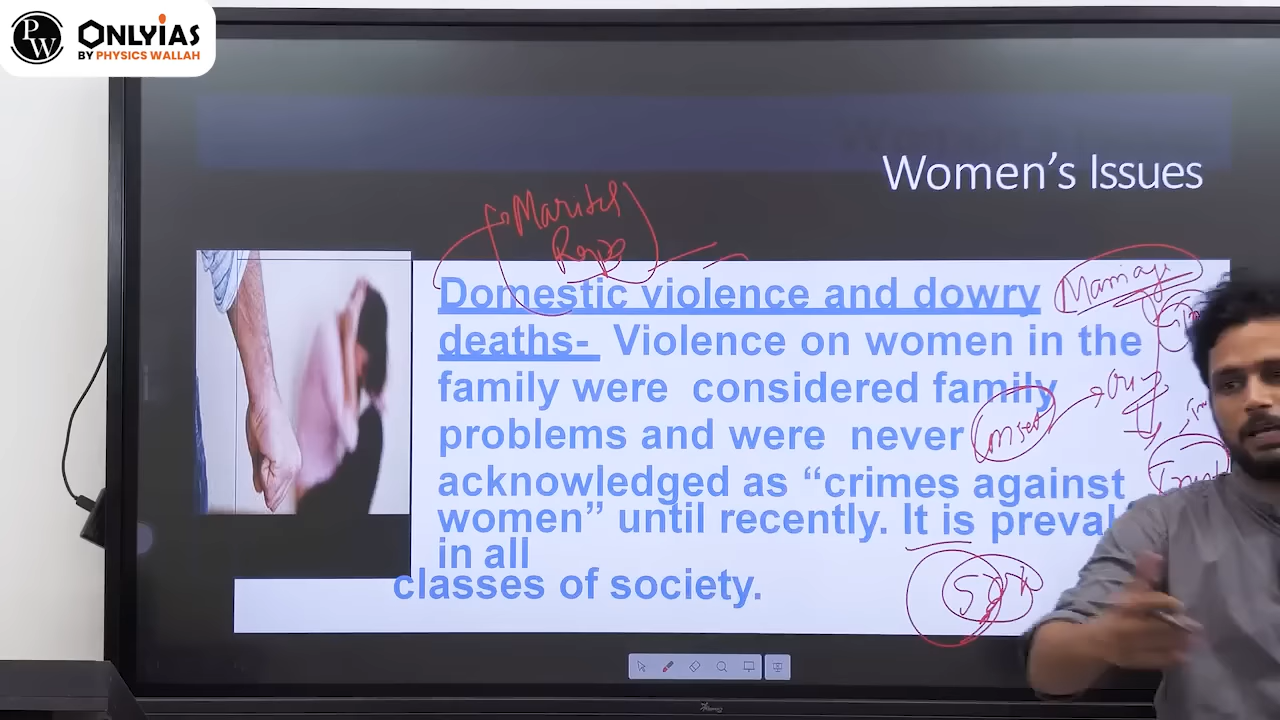 PW
ONLYIAS
BY PHYSICS WALLAH
Women's Issues
Marital
Rape
Domestic violence and dowry
deaths- Violence on women in the
family were considered family
problems and were never
acknowledged as “crimes against
women” until recently. It is
in all
classes of society.
Marriage